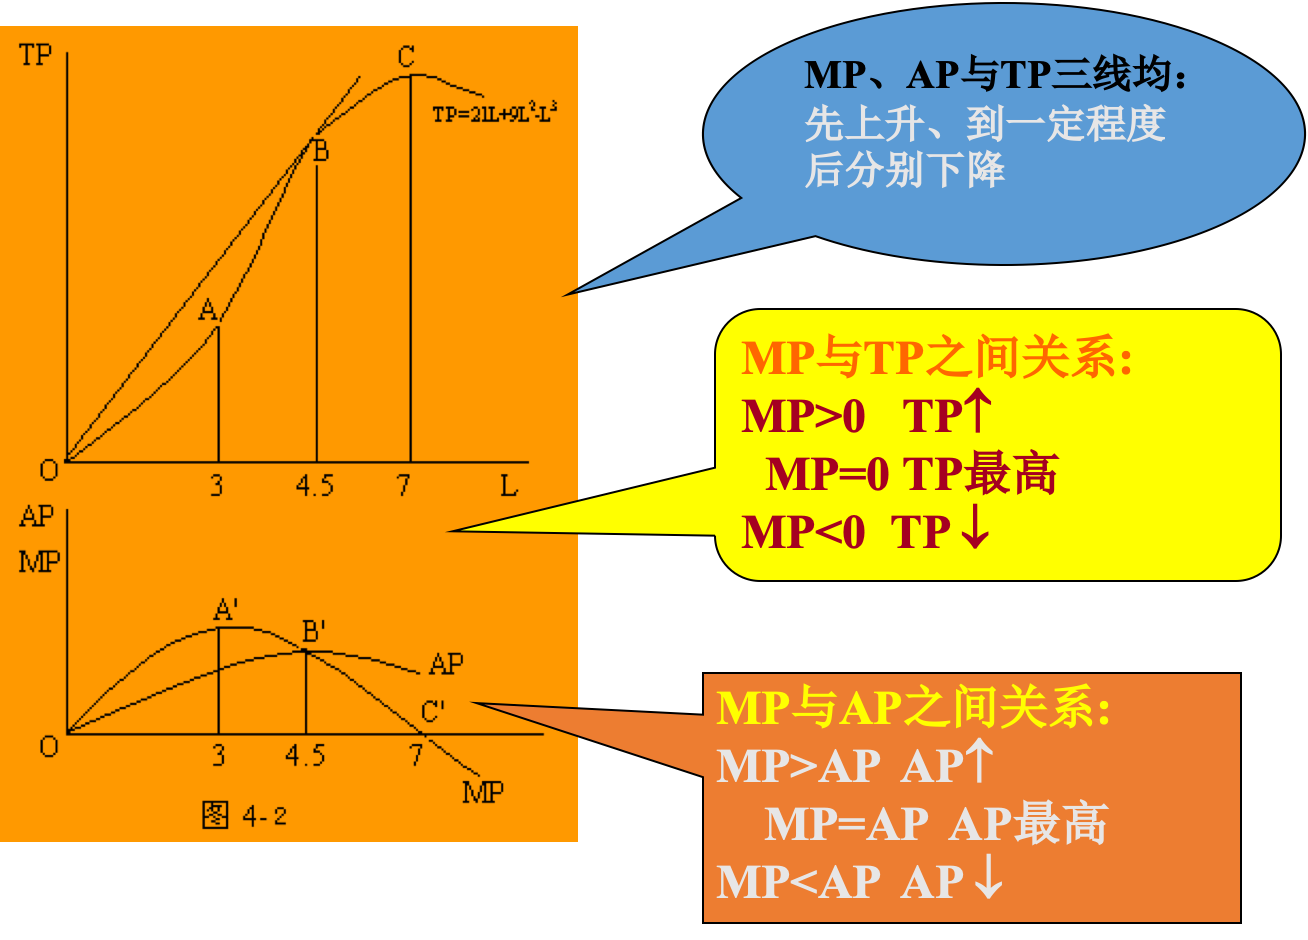 TP
C
TP=21L+9L²-L³
B
A
O
3
4.5
7
L
AP
MP
A'
B'
AP
C'
O
3
4.5
7
MP
图 4-2
MP、AP与TP三线均：
先上升、到一定程度
后分别下降
MP与TP之间关系:
MP>0 TP↑
MP=0 TP最高
MP<0 TP↓
MP与AP之间关系:
MP>AP AP↑
MP=AP AP最高
MP<AP AP↓